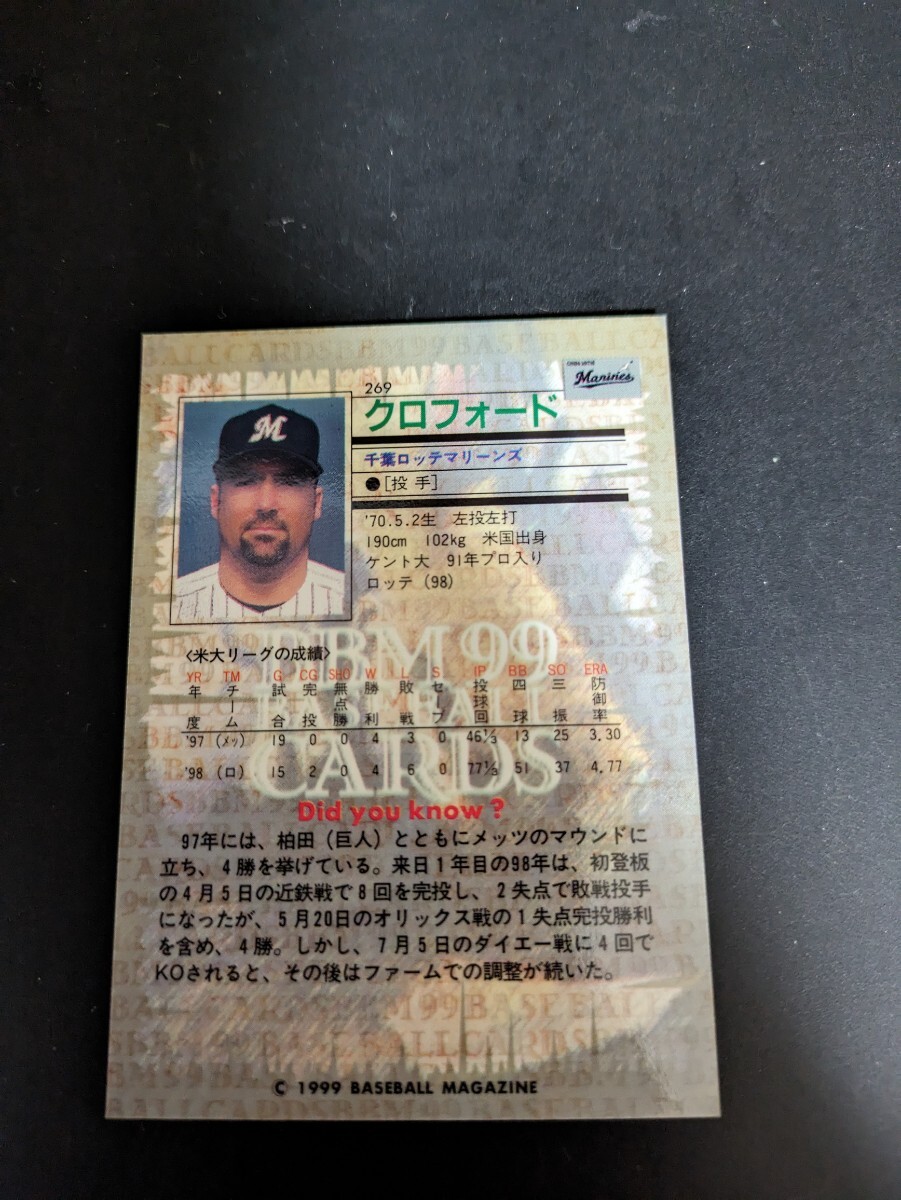 BALLCARDSBBM99BASEBALLCARDS
269
Marines
クロフォード
千葉ロッテマリーンズ
●[投手]
'70.5.2生 左投左打
190cm 102kg 米国出身
ケント大 91年プロ入り
ロッテ(98)
M
BBM 99
BASEBALL
CARDS
〈米大リーグの成績〉
YR TM G CG SHO W L S IP BB SO ERA
年度 チーム 試合 完投 無点勝 勝利 敗戦 セーブ 投球回 四球 三振 防御率
'97 (メッ) 19 0 0 4 3 0 46⅓ 13 25 3.30
'98 (ロ) 15 2 0 4 6 0 77⅓ 51 37 4.77
Did you know?
97年には、柏田(巨人)とともにメッツのマウンドに
立ち、4勝を挙げている。来日1年目の98年は、初登板
の4月5日の近鉄戦で8回を完投し、2失点で敗戦投手
になったが、5月20日のオリックス戦の1失点完投勝利
を含め、4勝。しかし、7月5日のダイエー戦に4回で
KOされると、その後はファームでの調整が続いた。
© 1999 BASEBALL MAGAZINE